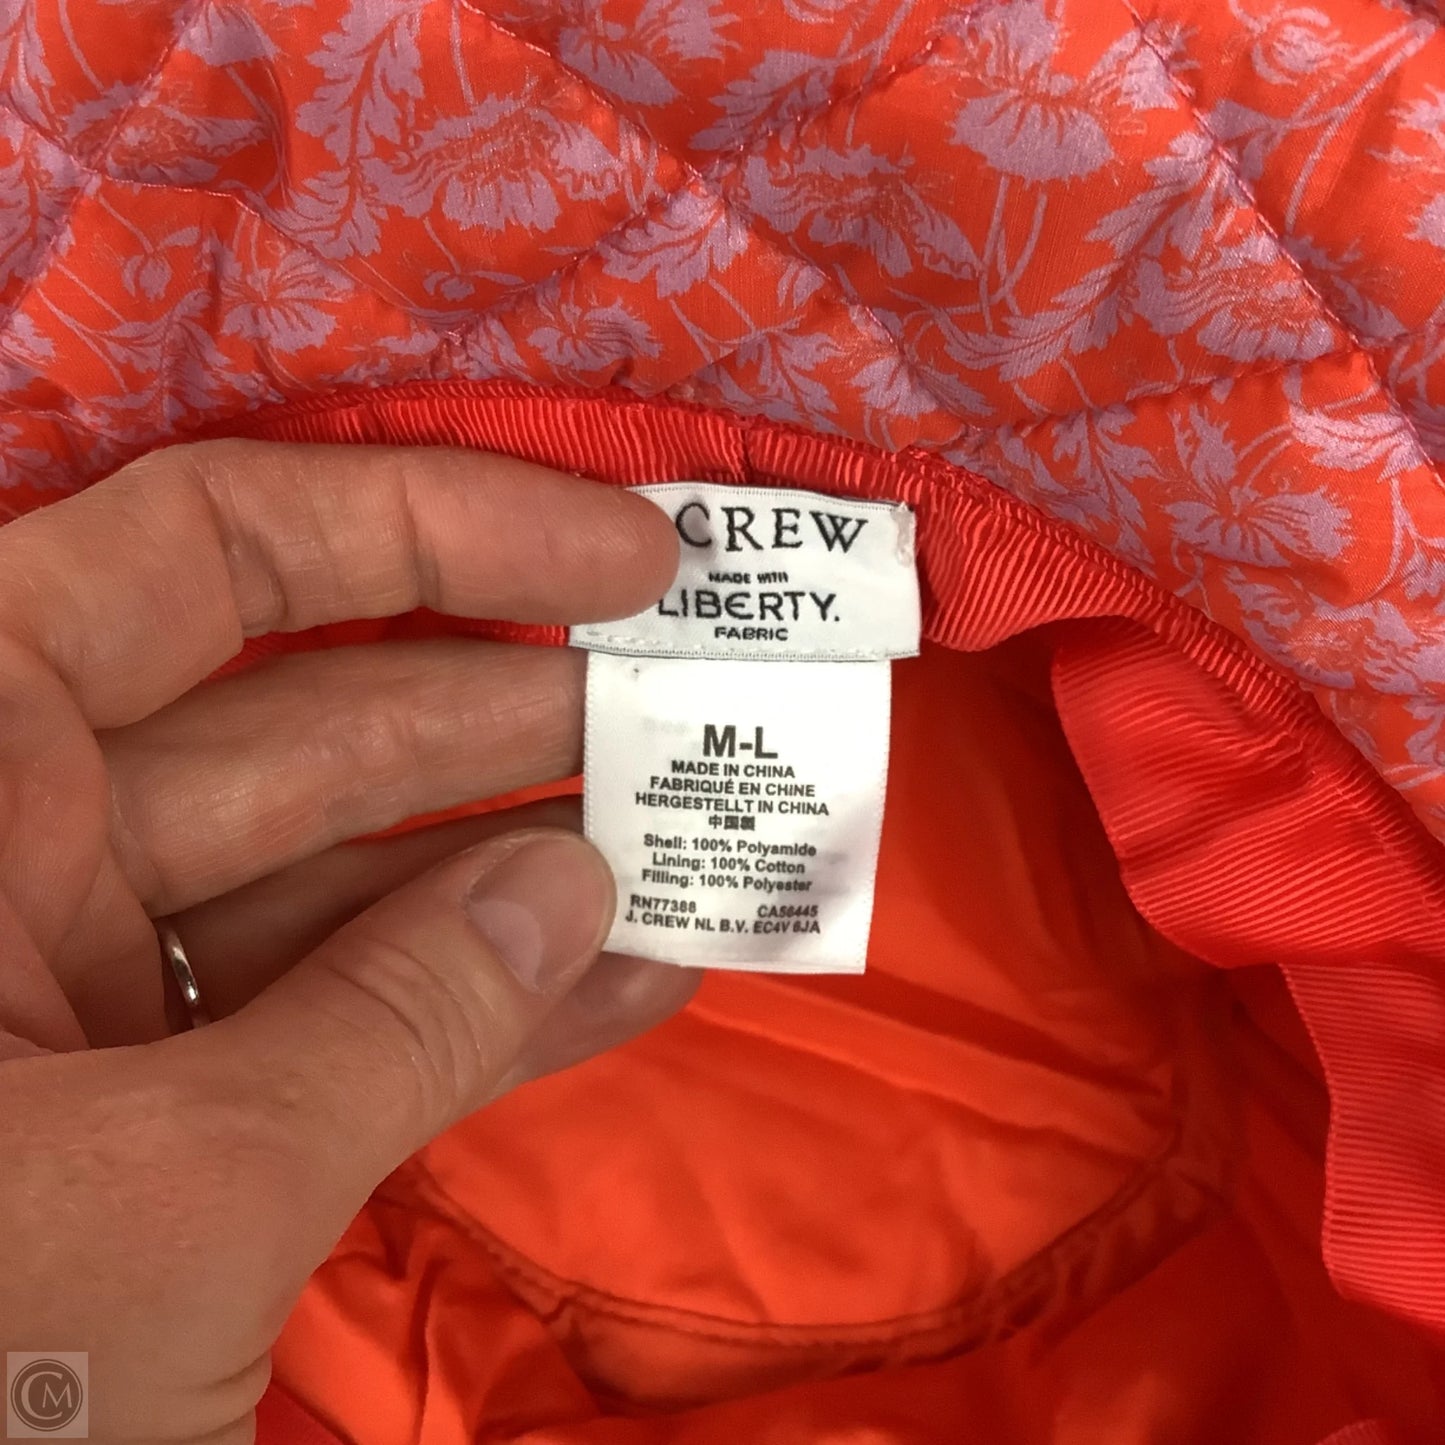 CREW
MADE WITH
LIBERTY.
FABRIC
M-L
MADE IN CHINA
FABRIQUÉ EN CHINE
HERGESTELLT IN CHINA
中国製
Shell: 100% Polyamide
Lining: 100% Cotton
Filling: 100% Polyester
RN77388 CA56445
J. CREW NL B.V. EC4V 6JA
CM